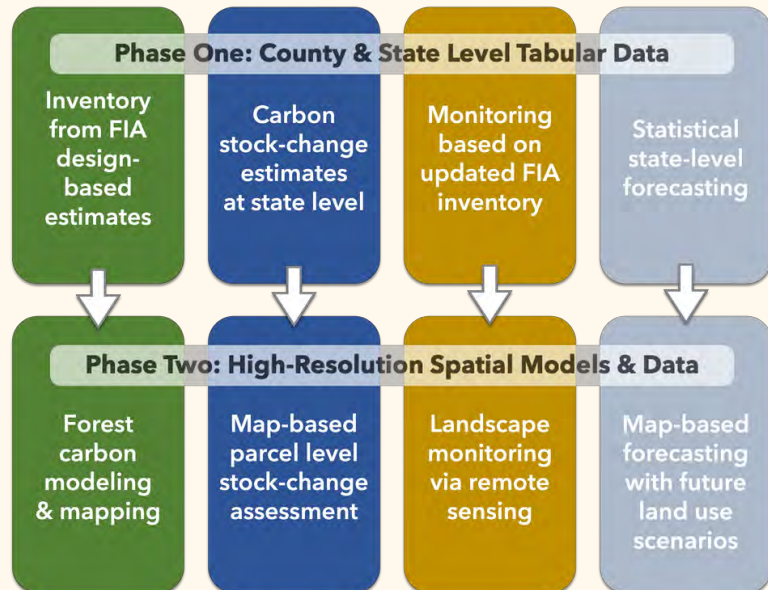 Phase One: County & State Level Tabular Data
Inventory
from FIA
design-
based
estimates
Carbon
stock-change
estimates
at state level
Monitoring
based on
updated FIA
inventory
Statistical
state-level
forecasting
Phase Two: High-Resolution Spatial Models & Data
Forest
carbon
modeling
& mapping
Map-based
parcel level
stock-change
assessment
Landscape
monitoring
via remote
sensing
Map-based
forecasting
with future
land use
scenarios